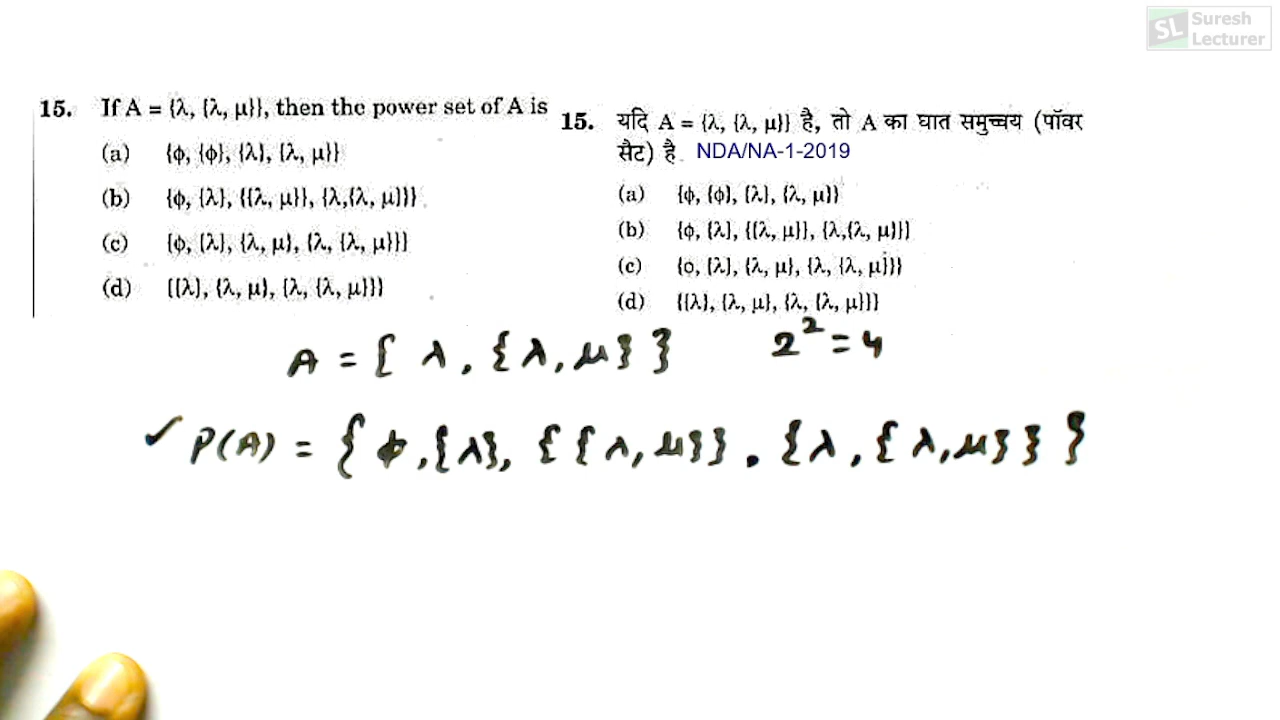 SL Suresh
Lecturer
15. If A = {λ, {λ, μ}}, then the power set of A is
(a) {φ, {φ}, {λ}, {λ, μ}}
(b) {φ, {λ}, {{λ, μ}}, {λ,{λ, μ}}}
(c) {φ, {λ}, {λ, μ}, {λ, {λ, μ}}}
(d) {{λ}, {λ, μ}, {λ, {λ, μ}}}
15. यदि A = {λ, {λ, μ}} है, तो A का घात समुच्चय (पॉवर
सैट) है NDA/NA-1-2019
(a) {φ, {φ}, {λ}, {λ, μ}}
(b) {φ, {λ}, {{λ, μ}}, {λ,{λ, μ}}}
(c) {φ, {λ}, {λ, μ}, {λ, {λ, μ}}}
(d) {{λ}, {λ, μ}, {λ, {λ, μ}}}
A = { λ, { λ, μ } } 2² = 4
✓ P(A) = { φ, {λ}, { { λ, μ } }, { λ, { λ, μ } } }